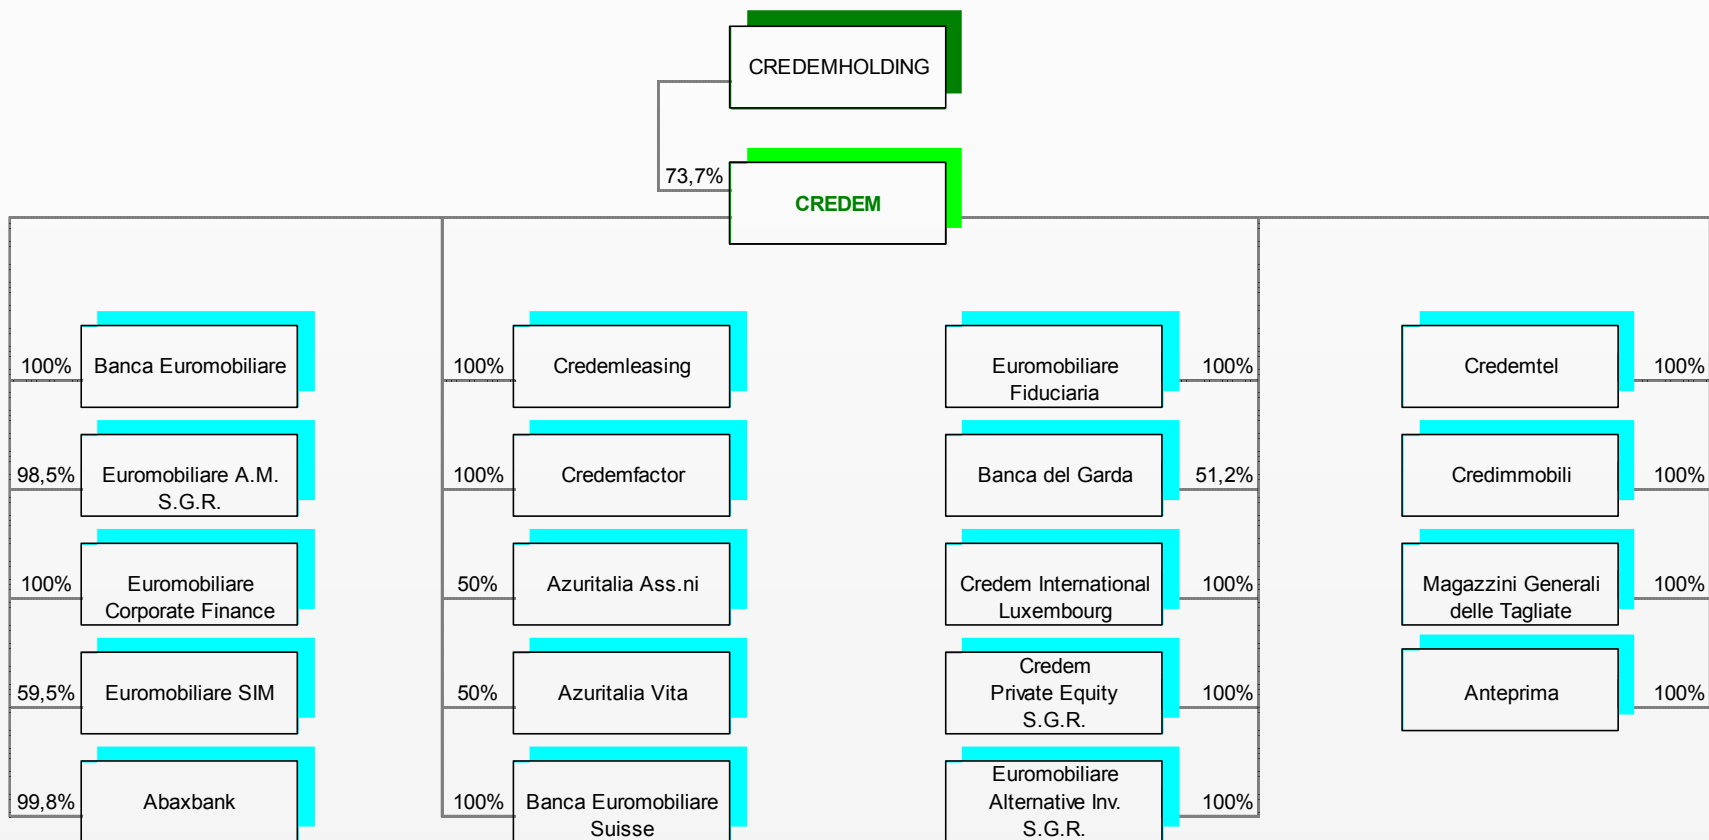 CREDEMHOLDING
73,7%
CREDEM
100%
Banca Euromobiliare
98,5%
Euromobiliare A.M.
S.G.R.
100%
Euromobiliare
Corporate Finance
59,5%
Euromobiliare SIM
99,8%
Abaxbank
100%
Credemleasing
100%
Credemfactor
50%
Azuritalia Ass.ni
50%
Azuritalia Vita
100%
Banca Euromobiliare
Suisse
Euromobiliare
Fiduciaria
100%
Banca del Garda
51,2%
Credem International
Luxembourg
100%
Credem
Private Equity
S.G.R.
100%
Euromobiliare
Alternative Inv.
S.G.R.
100%
Credemtel
100%
Credimmobili
100%
Magazzini Generali
delle Tagliate
100%
Anteprima
100%